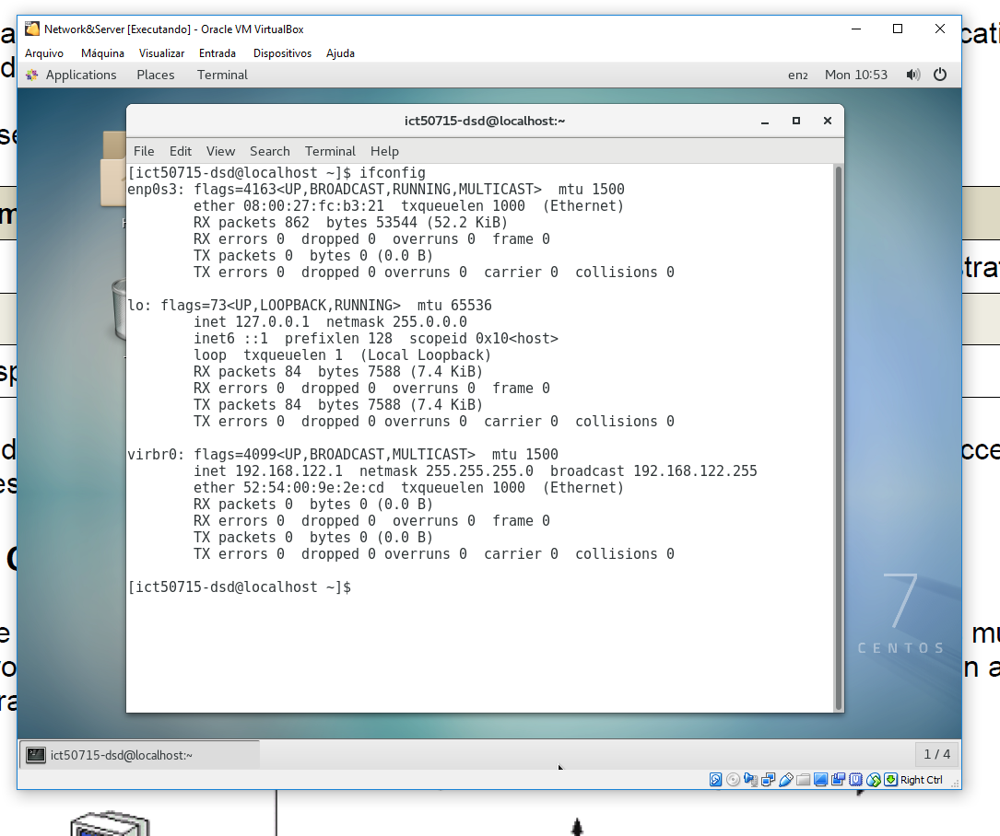 Network&Server [Executando] - Oracle VM VirtualBox
Arquivo Máquina Visualizar Entrada Dispositivos Ajuda
Applications Places Terminal en2 Mon 10:53
ict50715-dsd@localhost:~
File Edit View Search Terminal Help
[ict50715-dsd@localhost ~]$ ifconfig
enp0s3: flags=4163<UP,BROADCAST,RUNNING,MULTICAST>  mtu 1500
        ether 08:00:27:fc:b3:21  txqueuelen 1000  (Ethernet)
        RX packets 862  bytes 53544 (52.2 KiB)
        RX errors 0  dropped 0  overruns 0  frame 0
        TX packets 0  bytes 0 (0.0 B)
        TX errors 0  dropped 0 overruns 0  carrier 0  collisions 0
lo: flags=73<UP,LOOPBACK,RUNNING>  mtu 65536
        inet 127.0.0.1  netmask 255.0.0.0
        inet6 ::1  prefixlen 128  scopeid 0x10<host>
        loop  txqueuelen 1  (Local Loopback)
        RX packets 84  bytes 7588 (7.4 KiB)
        RX errors 0  dropped 0  overruns 0  frame 0
        TX packets 84  bytes 7588 (7.4 KiB)
        TX errors 0  dropped 0 overruns 0  carrier 0  collisions 0
virbr0: flags=4099<UP,BROADCAST,MULTICAST>  mtu 1500
        inet 192.168.122.1  netmask 255.255.255.0  broadcast 192.168.122.255
        ether 52:54:00:9e:2e:cd  txqueuelen 1000  (Ethernet)
        RX packets 0  bytes 0 (0.0 B)
        RX errors 0  dropped 0  overruns 0  frame 0
        TX packets 0  bytes 0 (0.0 B)
        TX errors 0  dropped 0 overruns 0  carrier 0  collisions 0
[ict50715-dsd@localhost ~]$
7
CENTOS
ict50715-dsd@localhost:~ 1 / 4
Right Ctrl